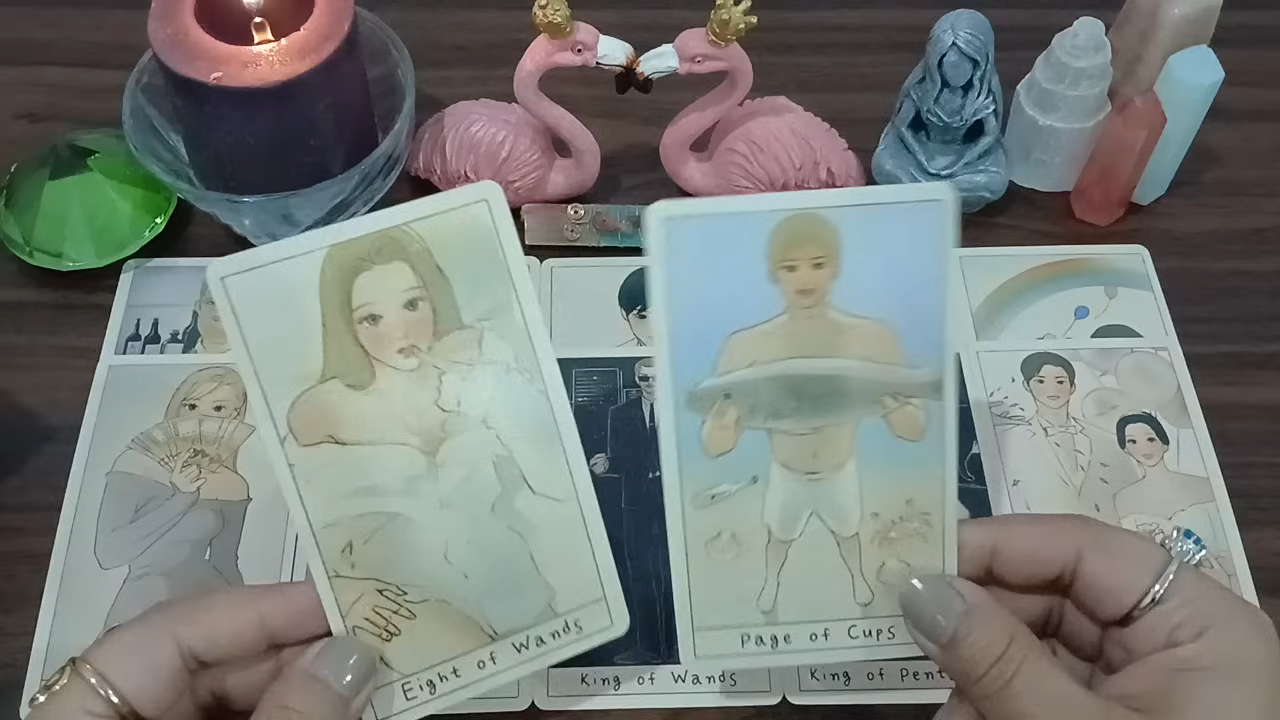 Eight of Wands
Page of Cups
King of Wands
King of Pent